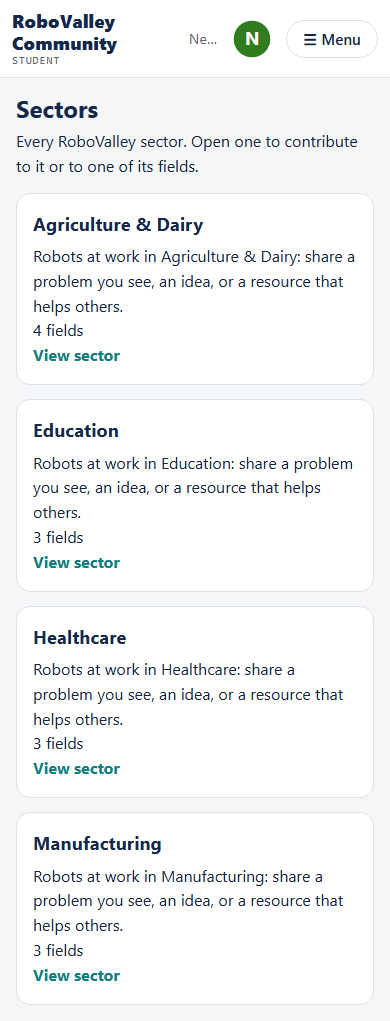 RoboValley
Community
STUDENT
Ne...
N
☰ Menu
Sectors
Every RoboValley sector. Open one to contribute
to it or to one of its fields.
Agriculture & Dairy
Robots at work in Agriculture & Dairy: share a
problem you see, an idea, or a resource that
helps others.
4 fields
View sector
Education
Robots at work in Education: share a problem
you see, an idea, or a resource that helps
others.
3 fields
View sector
Healthcare
Robots at work in Healthcare: share a
problem you see, an idea, or a resource that
helps others.
3 fields
View sector
Manufacturing
Robots at work in Manufacturing: share a
problem you see, an idea, or a resource that
helps others.
3 fields
View sector